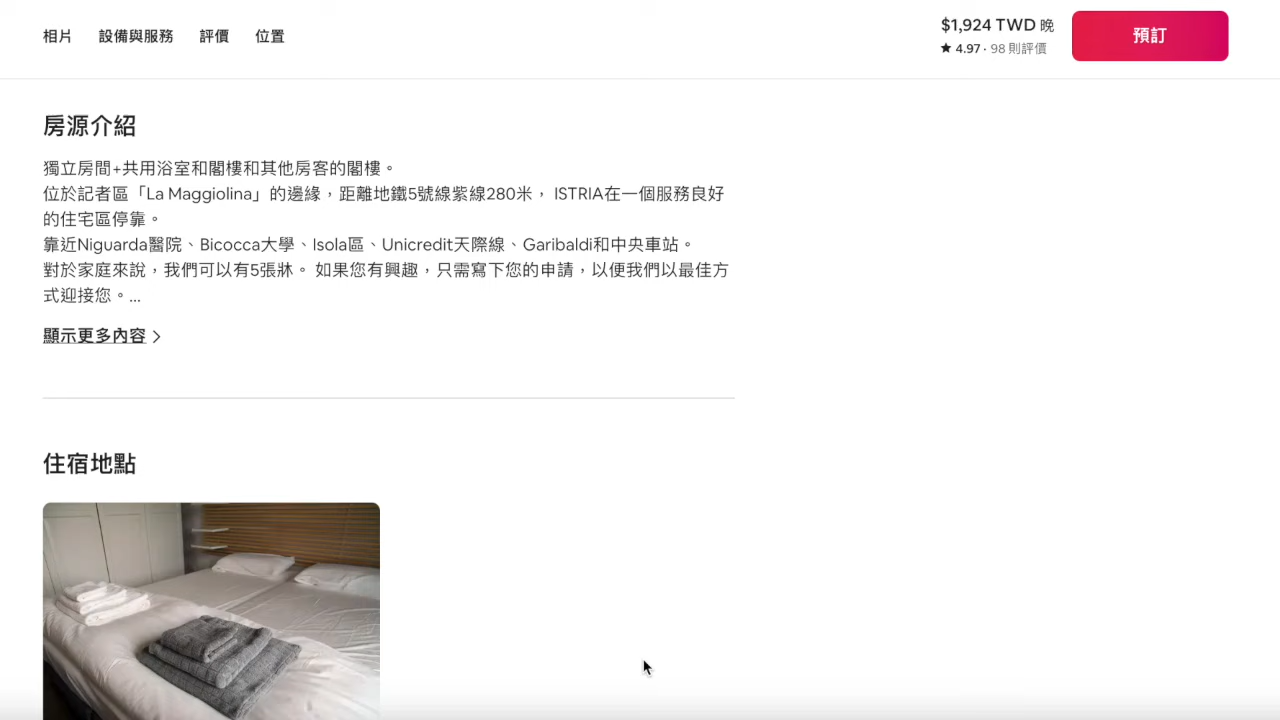 相片 設備與服務 評價 位置
$1,924 TWD 晚
★ 4.97 · 98 則評價
預訂
房源介紹
獨立房間+共用浴室和閣樓和其他房客的閣樓。
位於記者區「La Maggiolina」的邊緣，距離地鐵5號線紫線280米， ISTRIA在一個服務良好
的住宅區停靠。
靠近Niguarda醫院、Bicocca大學、Isola區、Unicredit天際線、Garibaldi和中央車站。
對於家庭來說，我們可以有5張牀。 如果您有興趣，只需寫下您的申請，以便我們以最佳方
式迎接您。...
顯示更多內容
住宿地點